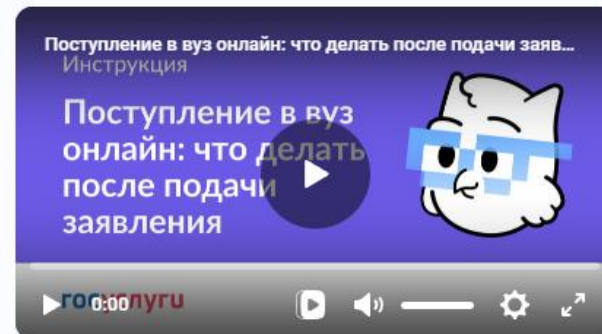 Поступление в вуз онлайн: что делать после подачи заяв...
Инструкция
Поступление в вуз
онлайн: что делать
после подачи
заявления
госуслуги
0:00